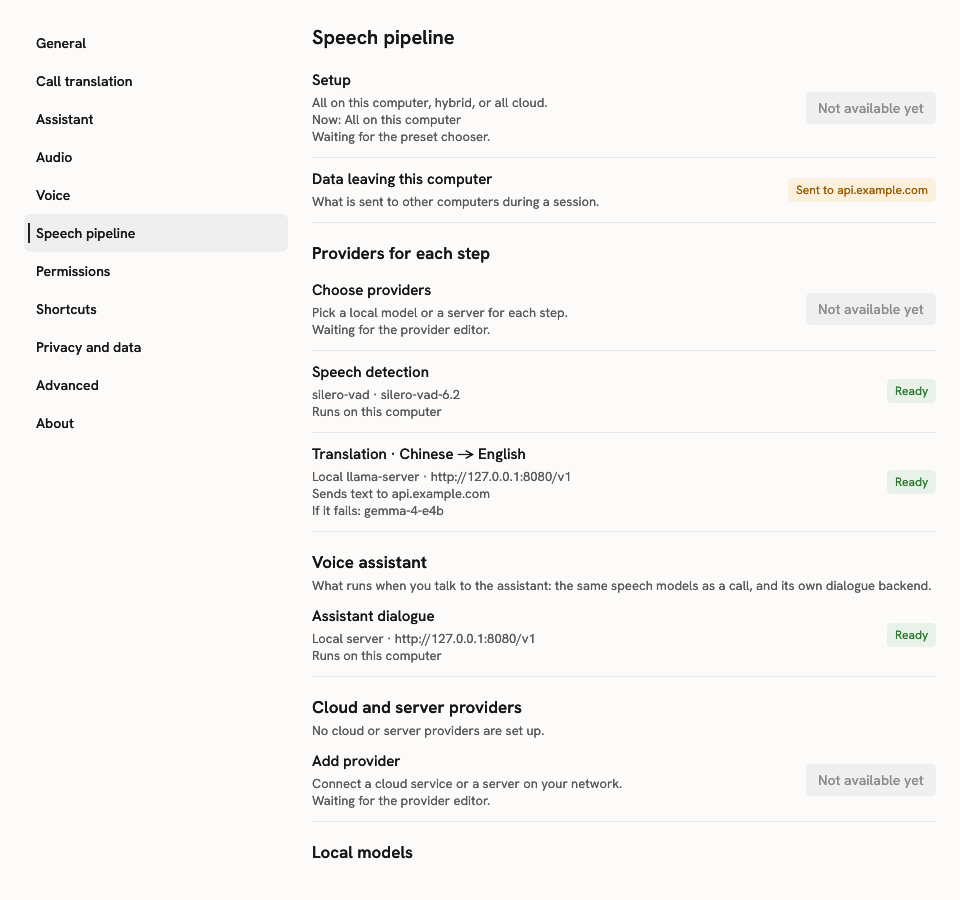 General
Call translation
Assistant
Audio
Voice
Speech pipeline
Permissions
Shortcuts
Privacy and data
Advanced
About
Speech pipeline
Setup
All on this computer, hybrid, or all cloud.
Now: All on this computer
Waiting for the preset chooser.
Not available yet
Data leaving this computer
What is sent to other computers during a session.
Sent to api.example.com
Providers for each step
Choose providers
Pick a local model or a server for each step.
Waiting for the provider editor.
Not available yet
Speech detection
silero-vad · silero-vad-6.2
Runs on this computer
Ready
Translation · Chinese → English
Local llama-server · http://127.0.0.1:8080/v1
Sends text to api.example.com
If it fails: gemma-4-e4b
Ready
Voice assistant
What runs when you talk to the assistant: the same speech models as a call, and its own dialogue backend.
Assistant dialogue
Local server · http://127.0.0.1:8080/v1
Runs on this computer
Ready
Cloud and server providers
No cloud or server providers are set up.
Add provider
Connect a cloud service or a server on your network.
Waiting for the provider editor.
Not available yet
Local models